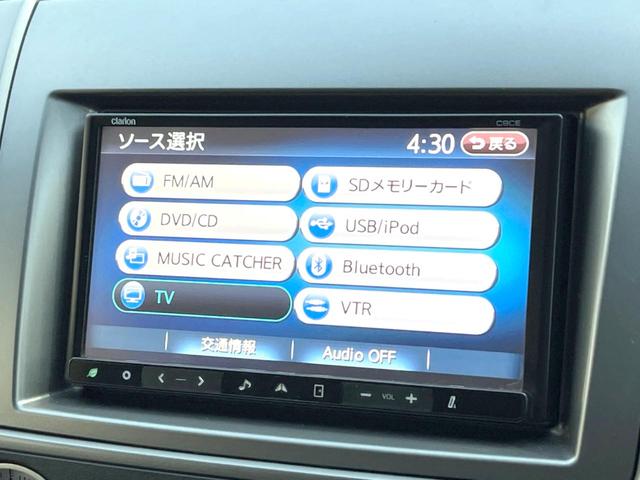 Clarion
C9CE
ソース選択
4:30
戻る
FM/AM
SDメモリーカード
DVD/CD
USB/iPod
MUSIC CATCHER
Bluetooth
TV
VTR
交通情報
Audio OFF
VOL